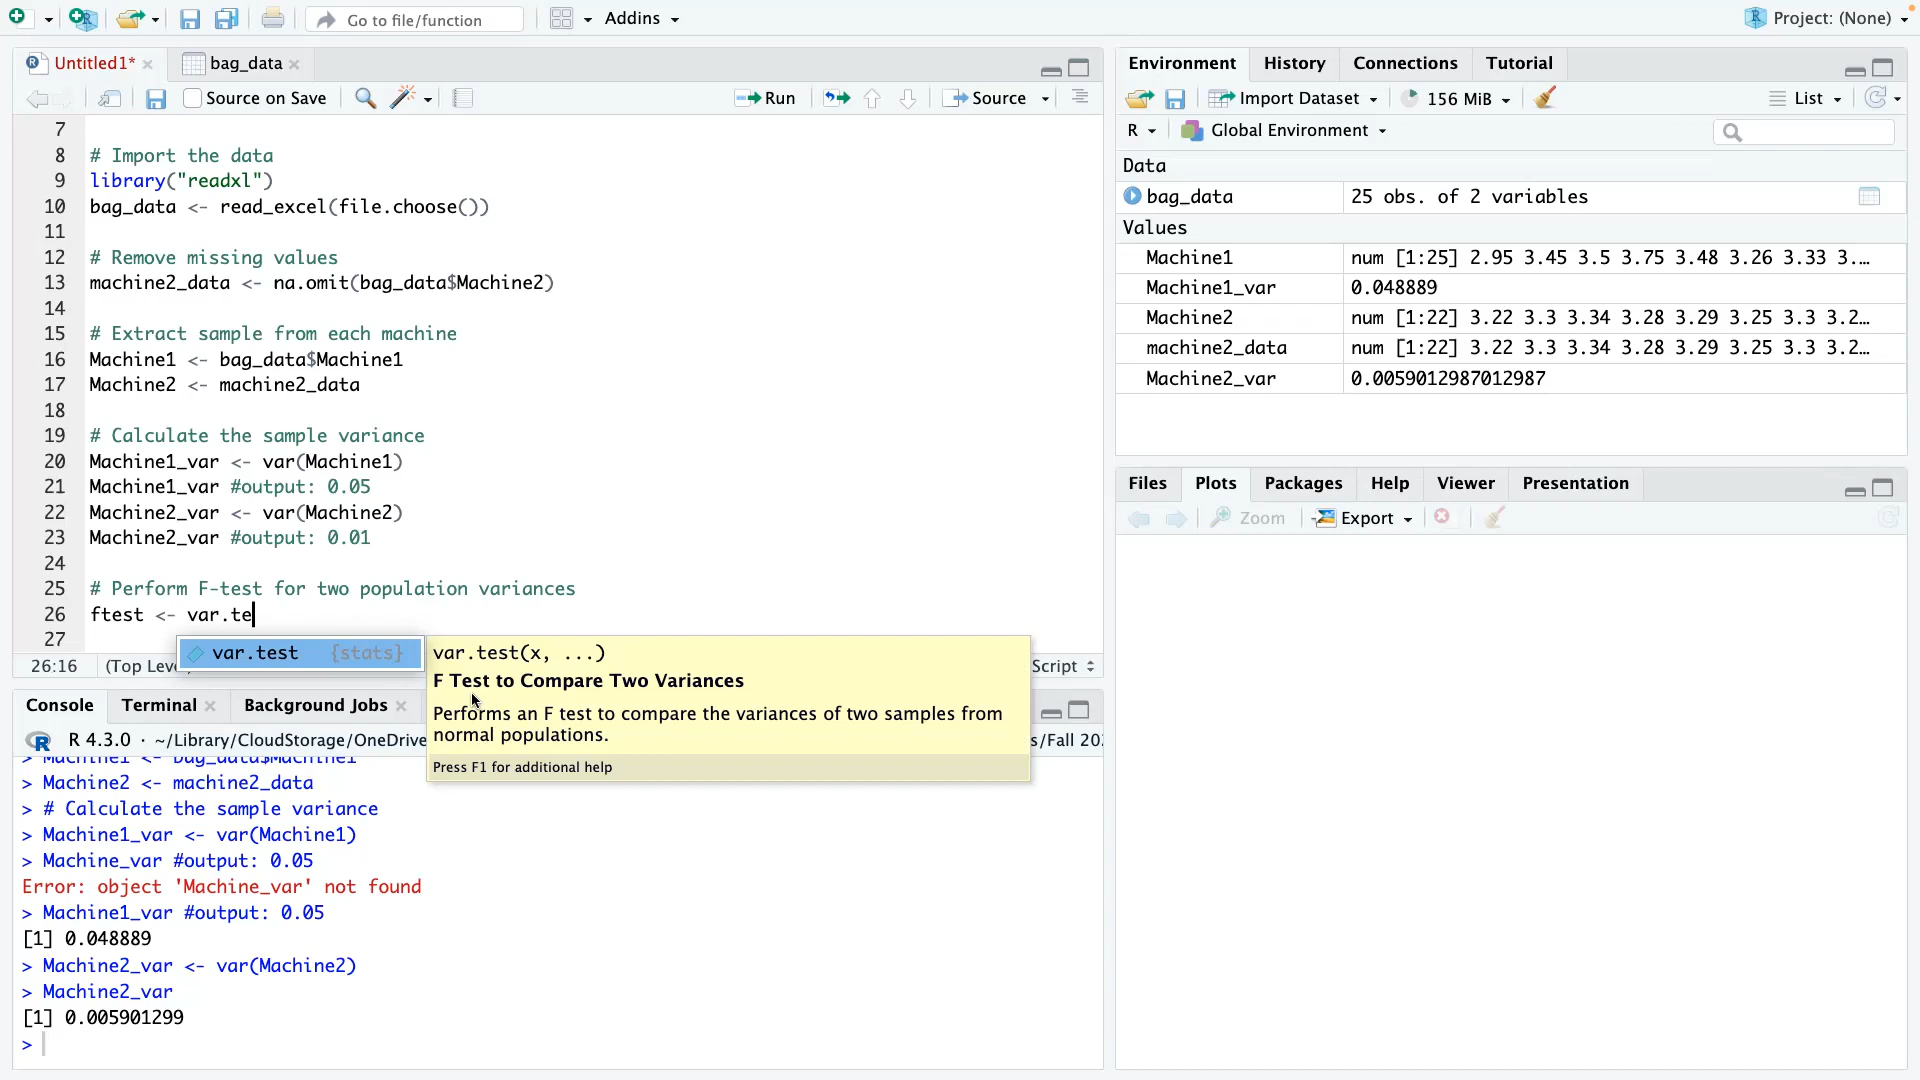 Go to file/function
Addins
Project: (None)
Untitled1*
bag_data
Source on Save
Run
Source
7
8 # Import the data
9 library("readxl")
10 bag_data <- read_excel(file.choose())
11
12 # Remove missing values
13 machine2_data <- na.omit(bag_data$Machine2)
14
15 # Extract sample from each machine
16 Machine1 <- bag_data$Machine1
17 Machine2 <- machine2_data
18
19 # Calculate the sample variance
20 Machine1_var <- var(Machine1)
21 Machine1_var #output: 0.05
22 Machine2_var <- var(Machine2)
23 Machine2_var #output: 0.01
24
25 # Perform F-test for two population variances
26 ftest <- var.te
27
var.test {stats}
var.test(x, ...)
F Test to Compare Two Variances
Performs an F test to compare the variances of two samples from
normal populations.
Press F1 for additional help
26:16 (Top Leve
Script
Console Terminal Background Jobs
R 4.3.0 · ~/Library/CloudStorage/OneDrive
s/Fall 202
> Machine1 <- bag_data$Machine1
> Machine2 <- machine2_data
> # Calculate the sample variance
> Machine1_var <- var(Machine1)
> Machine_var #output: 0.05
Error: object 'Machine_var' not found
> Machine1_var #output: 0.05
[1] 0.048889
> Machine2_var <- var(Machine2)
> Machine2_var
[1] 0.005901299
>
Environment History Connections Tutorial
Import Dataset 156 MiB List
R Global Environment
Data
bag_data 25 obs. of 2 variables
Values
Machine1 num [1:25] 2.95 3.45 3.5 3.75 3.48 3.26 3.33 3.…
Machine1_var 0.048889
Machine2 num [1:22] 3.22 3.3 3.34 3.28 3.29 3.25 3.3 3.2…
machine2_data num [1:22] 3.22 3.3 3.34 3.28 3.29 3.25 3.3 3.2…
Machine2_var 0.0059012987012987
Files Plots Packages Help Viewer Presentation
Zoom Export